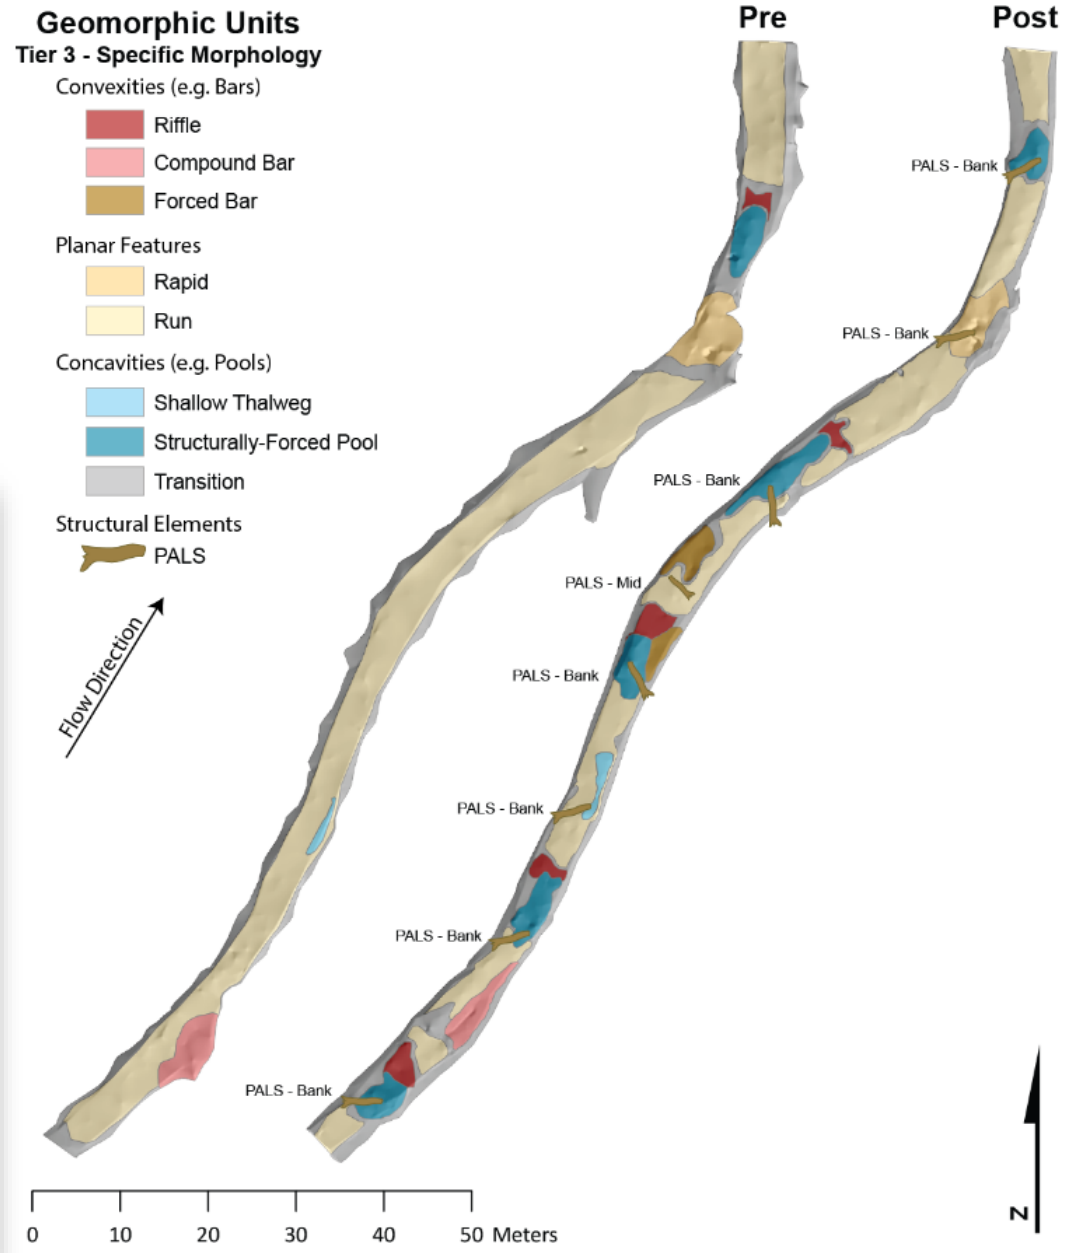 Geomorphic Units
Tier 3 - Specific Morphology
Convexities (e.g. Bars)
Riffle
Compound Bar
Forced Bar
Planar Features
Rapid
Run
Concavities (e.g. Pools)
Shallow Thalweg
Structurally-Forced Pool
Transition
Structural Elements
PALS
Flow Direction
Pre
Post
PALS - Bank
PALS - Bank
PALS - Bank
PALS - Mid
PALS - Bank
PALS - Bank
PALS - Bank
PALS - Bank
0 10 20 30 40 50 Meters
N